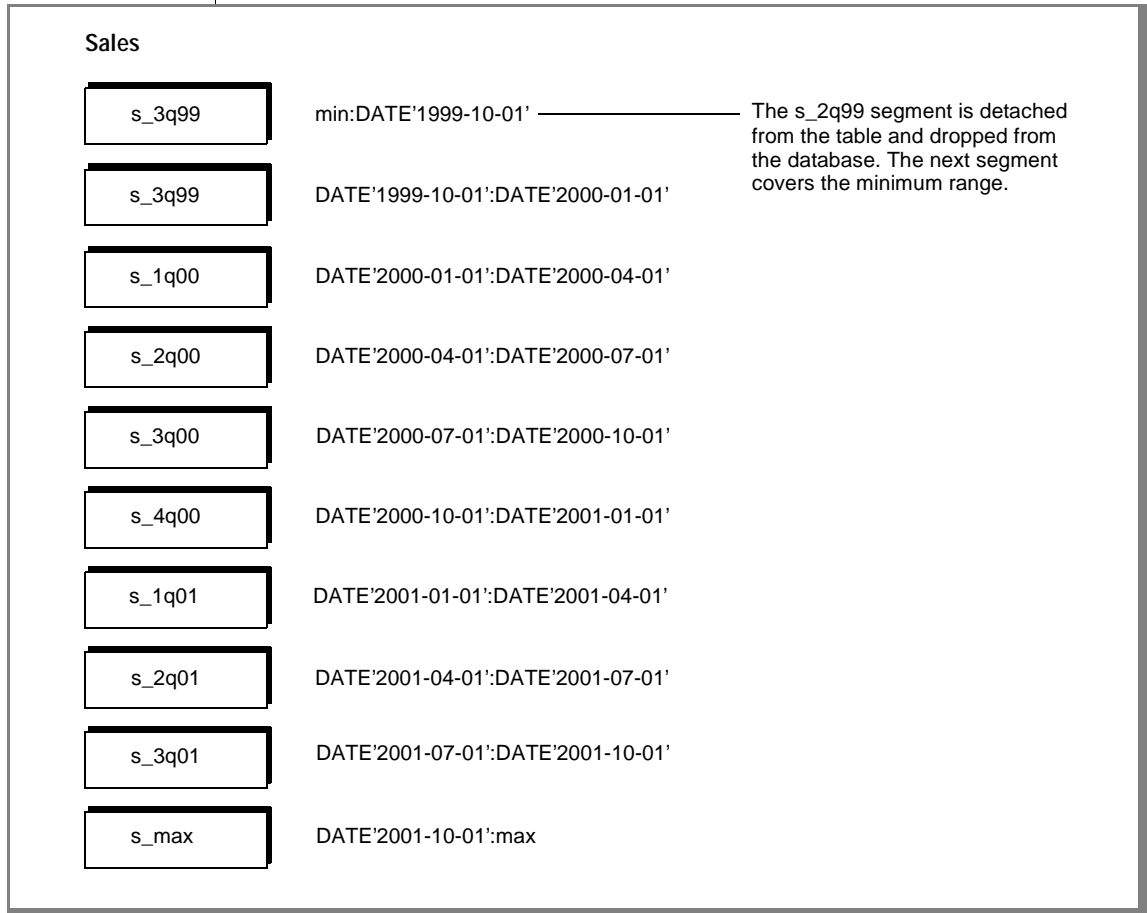 Sales
s_3q99 min:DATE'1999-10-01’ The s_2q99 segment is detached
from the table and dropped from
the database. The next segment
covers the minimum range.
s_3q99 DATE’1999-10-01’:DATE’2000-01-01’
s_1q00 DATE’2000-01-01’:DATE’2000-04-01’
s_2q00 DATE’2000-04-01’:DATE’2000-07-01’
s_3q00 DATE’2000-07-01’:DATE’2000-10-01’
s_4q00 DATE’2000-10-01’:DATE’2001-01-01’
s_1q01 DATE’2001-01-01’:DATE’2001-04-01’
s_2q01 DATE’2001-04-01’:DATE’2001-07-01’
s_3q01 DATE’2001-07-01’:DATE’2001-10-01’
s_max DATE’2001-10-01’:max